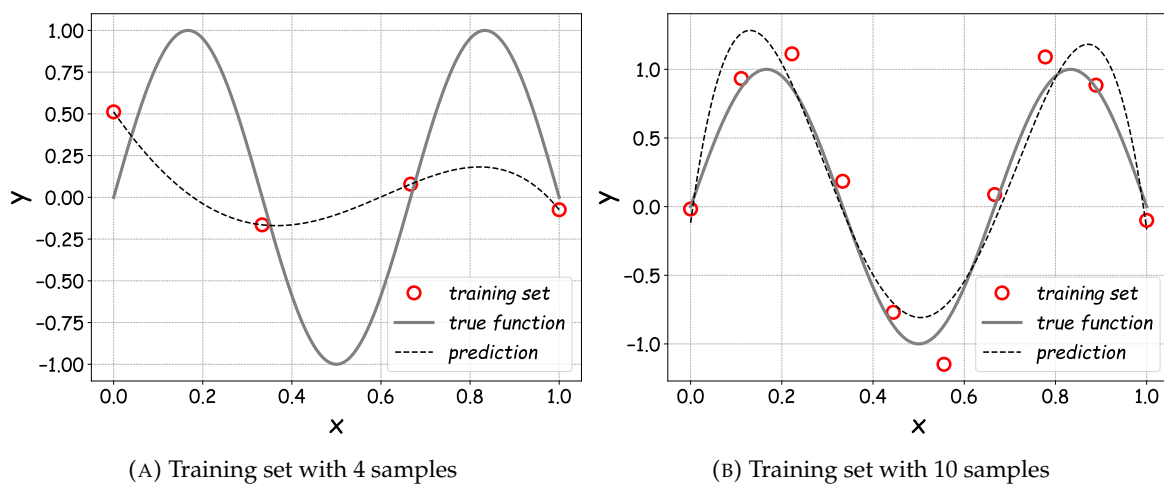 1.00
0.75
0.50
0.25
0.00
−0.25
−0.50
−0.75
−1.00
y
0.0 0.2 0.4 0.6 0.8 1.0
x
training set
true function
prediction
(A) Training set with 4 samples
1.0
0.5
0.0
−0.5
−1.0
y
0.0 0.2 0.4 0.6 0.8 1.0
x
training set
true function
prediction
(B) Training set with 10 samples